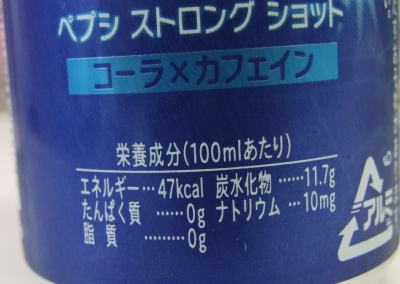 ペプシ ストロング ショット
コーラ×カフェイン
栄養成分(100mlあたり)
エネルギー…47kcal 炭水化物……11.7g
たんぱく質……0g ナトリウム…10mg
脂質………0g
アルミ